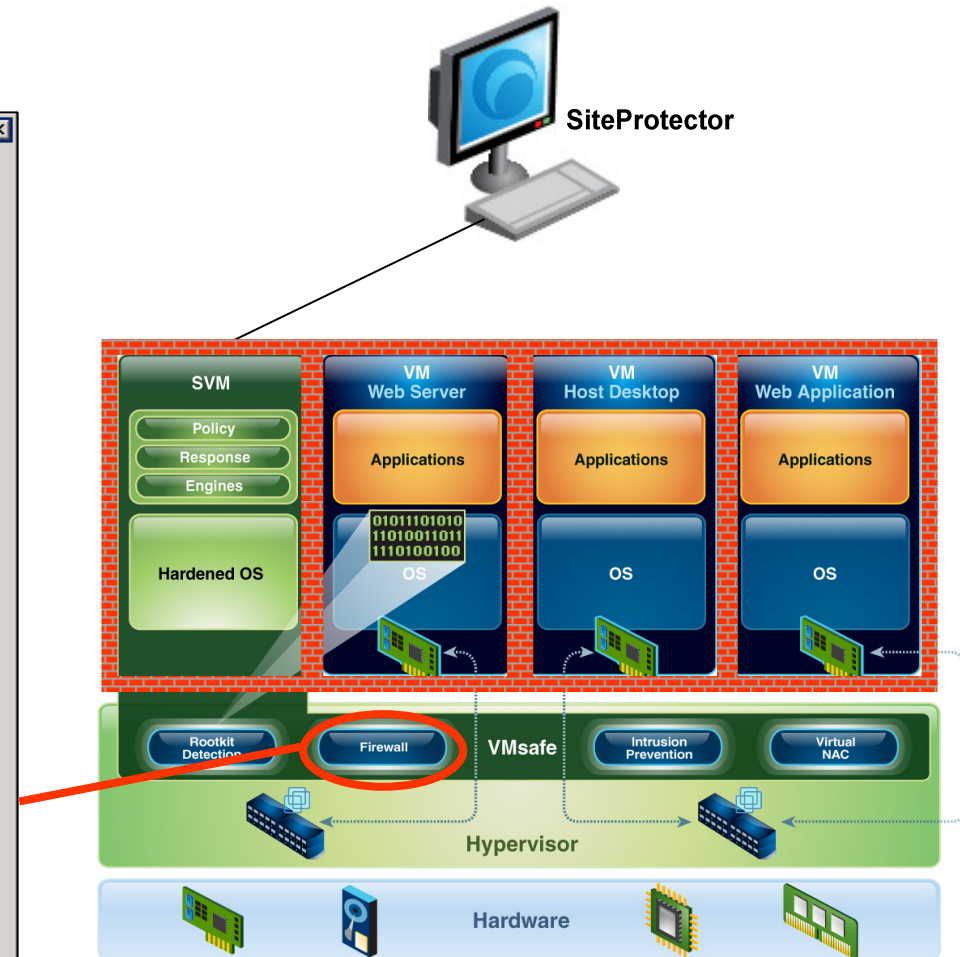 SiteProtector
SVM
Policy
Response
Engines
Hardened OS
VM
Web Server
Applications
01011101010
11010011011
1110100100
OS
VM
Host Desktop
Applications
OS
VM
Web Application
Applications
OS
Rootkit
Detection
Firewall
VMsafe
Intrusion
Prevention
Virtual
NAC
Hypervisor
Hardware